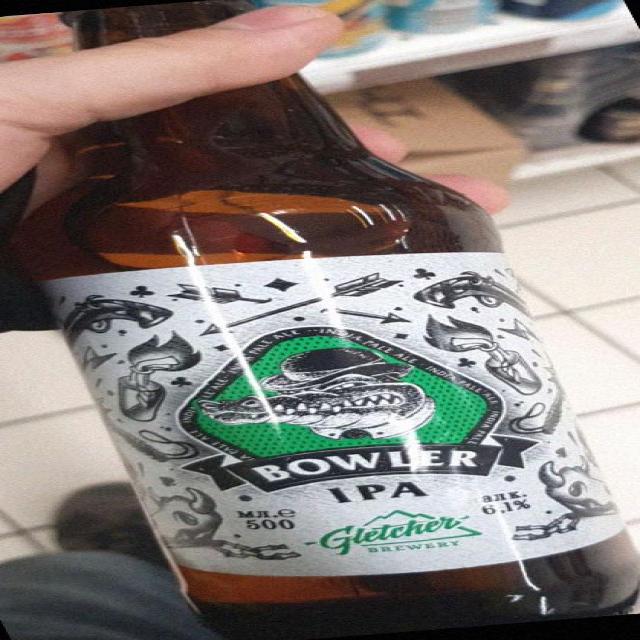 INDIA PALE ALE
BOWLER
IPA
МЛ.℮
500
алк.
6.1%
Gletcher
BREWERY